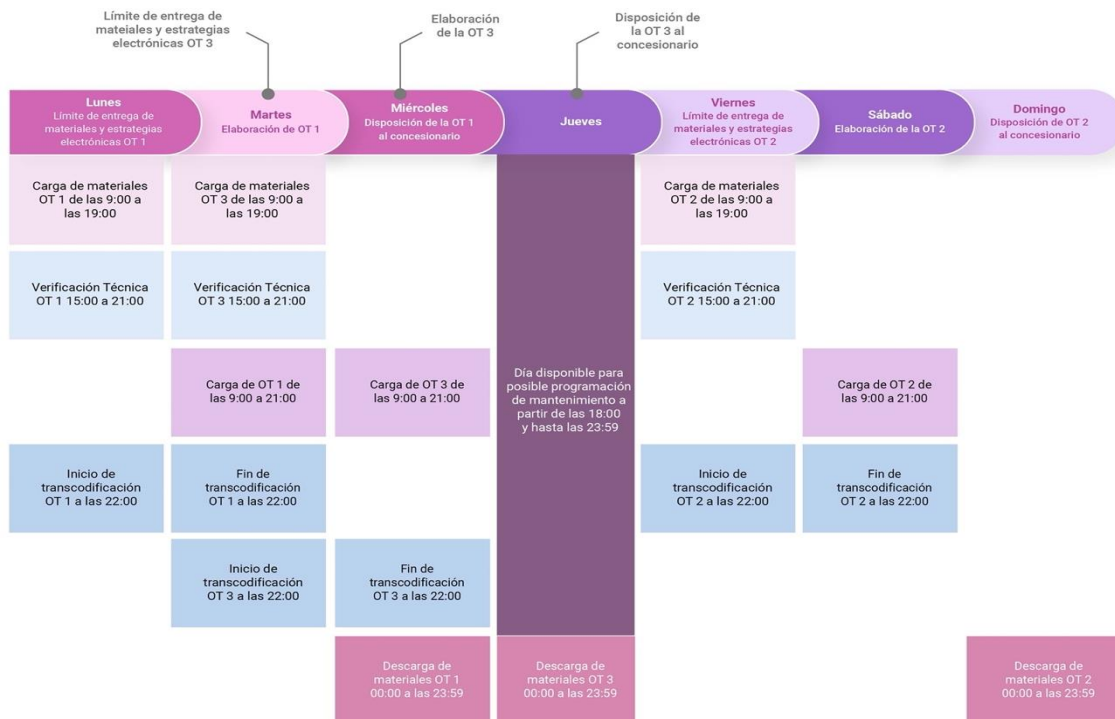 Límite de entrega de
mateiales y estrategias
electrónicas OT 3
Elaboración
de la OT 3
Disposición de
la OT 3 al
concesionario
Lunes
Límite de entrega de
materiales y estrategias
electrónicas OT 1
Martes
Elaboración de OT 1
Miércoles
Disposición de la OT 1
al concesionario
Jueves
Viernes
Límite de entrega de
materiales y estrategias
electrónicas OT 2
Sábado
Elaboración de la OT 2
Domingo
Disposición de OT 2
al concesionario
Carga de materiales
OT 1 de las 9:00 a
las 19:00
Carga de materiales
OT 3 de las 9:00 a
las 19:00
Carga de materiales
OT 2 de las 9:00 a
las 19:00
Verificación Técnica
OT 1 15:00 a 21:00
Verificación Técnica
OT 3 15:00 a 21:00
Verificación Técnica
OT 2 15:00 a 21:00
Carga de OT 1 de
las 9:00 a 21:00
Carga de OT 3 de
las 9:00 a 21:00
Día disponible para
posible programación
de mantenimiento a
partir de las 18:00
y hasta las 23:59
Carga de OT 2 de
las 9:00 a 21:00
Inicio de
transcodificación
OT 1 a las 22:00
Fin de
transcodificación
OT 1 a las 22:00
Inicio de
transcodificación
OT 2 a las 22:00
Fin de
transcodificación
OT 2 a las 22:00
Inicio de
transcodificación
OT 3 a las 22:00
Fin de
transcodificación
OT 3 a las 22:00
Descarga de
materiales OT 1
00:00 a las 23:59
Descarga de
materiales OT 3
00:00 a las 23:59
Descarga de
materiales OT 2
00:00 a las 23:59